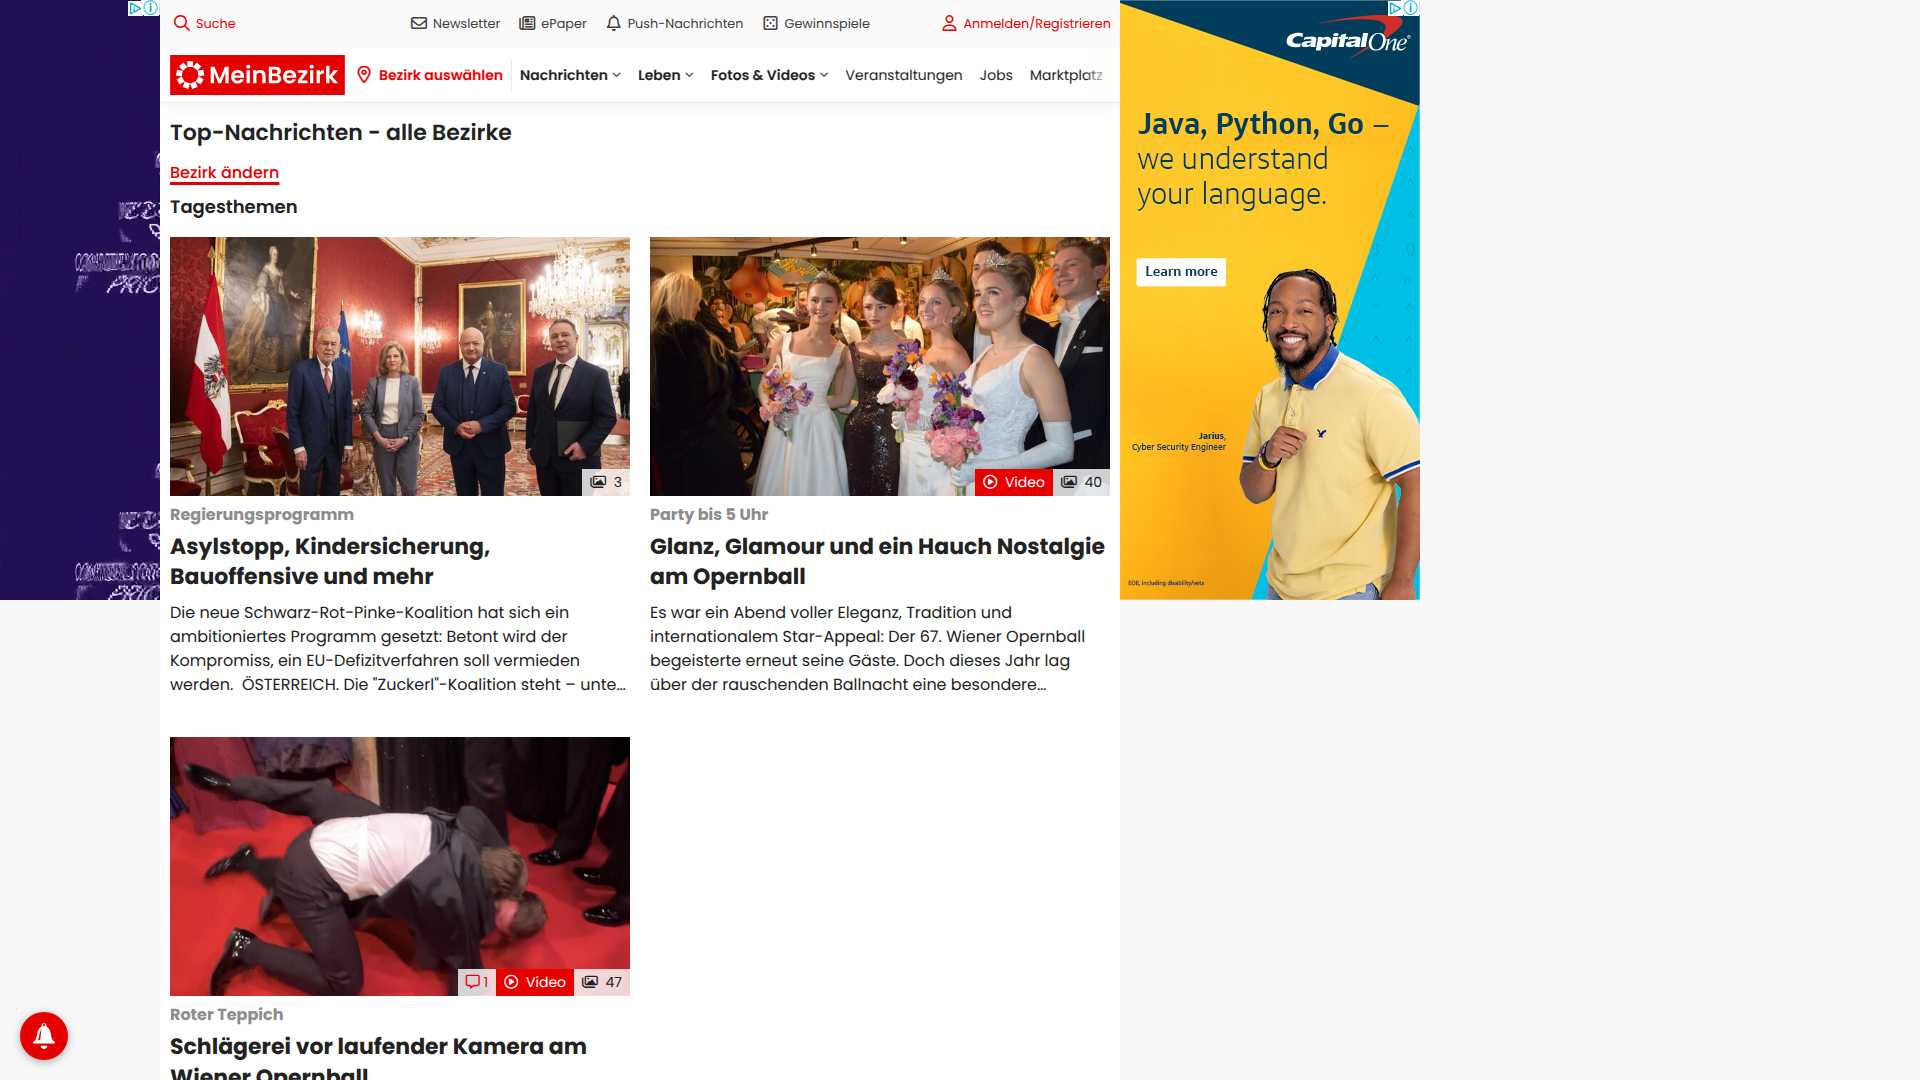 Suche
Newsletter
ePaper
Push-Nachrichten
Gewinnspiele
Anmelden/Registrieren
MeinBezirk
Bezirk auswählen
Nachrichten
Leben
Fotos & Videos
Veranstaltungen
Jobs
Marktplatz
Top-Nachrichten - alle Bezirke
Bezirk ändern
Tagesthemen
3
Regierungsprogramm
Asylstopp, Kindersicherung,
Bauoffensive und mehr
Die neue Schwarz-Rot-Pinke-Koalition hat sich ein
ambitioniertes Programm gesetzt: Betont wird der
Kompromiss, ein EU-Defizitverfahren soll vermieden
werden.  ÖSTERREICH. Die "Zuckerl"-Koalition steht – unte...
Video
40
Party bis 5 Uhr
Glanz, Glamour und ein Hauch Nostalgie
am Opernball
Es war ein Abend voller Eleganz, Tradition und
internationalem Star-Appeal: Der 67. Wiener Opernball
begeisterte erneut seine Gäste. Doch dieses Jahr lag
über der rauschenden Ballnacht eine besondere...
1
Video
47
Roter Teppich
Schlägerei vor laufender Kamera am
Wiener Opernball
Capital One
Java, Python, Go –
we understand
your language.
Learn more
Jarius,
Cyber Security Engineer
EOE, including disability/vets